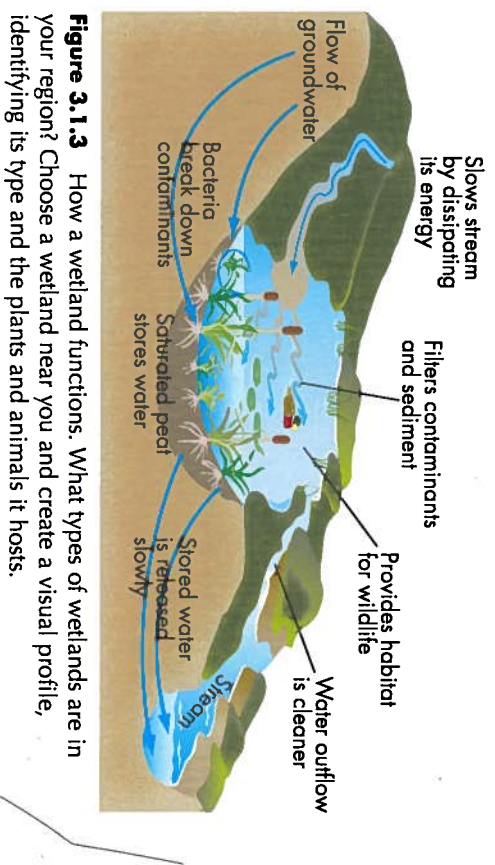 Slows stream
by dissipating
its energy
Filters contaminants
and sediment
Provides habitat
for wildlife
Water outflow
is cleaner
Flow of
groundwater
Bacteria
break down
contaminants
Saturated peat
stores water
Stored water
is released
slowly
Stream
Figure 3.1.3 How a wetland functions. What types of wetlands are in
your region? Choose a wetland near you and create a visual profile,
identifying its type and the plants and animals it hosts.